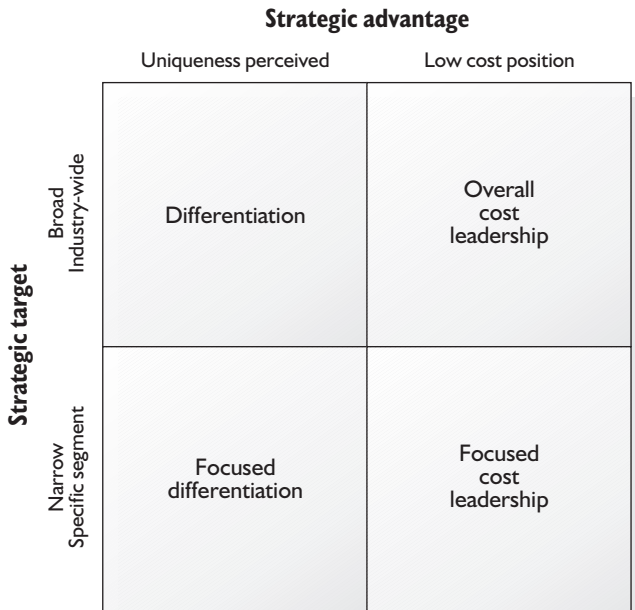 Strategic advantage
Uniqueness perceived
Low cost position
Strategic target
Broad
Industry-wide
Differentiation
Overall
cost
leadership
Narrow
Specific segment
Focused
differentiation
Focused
cost
leadership